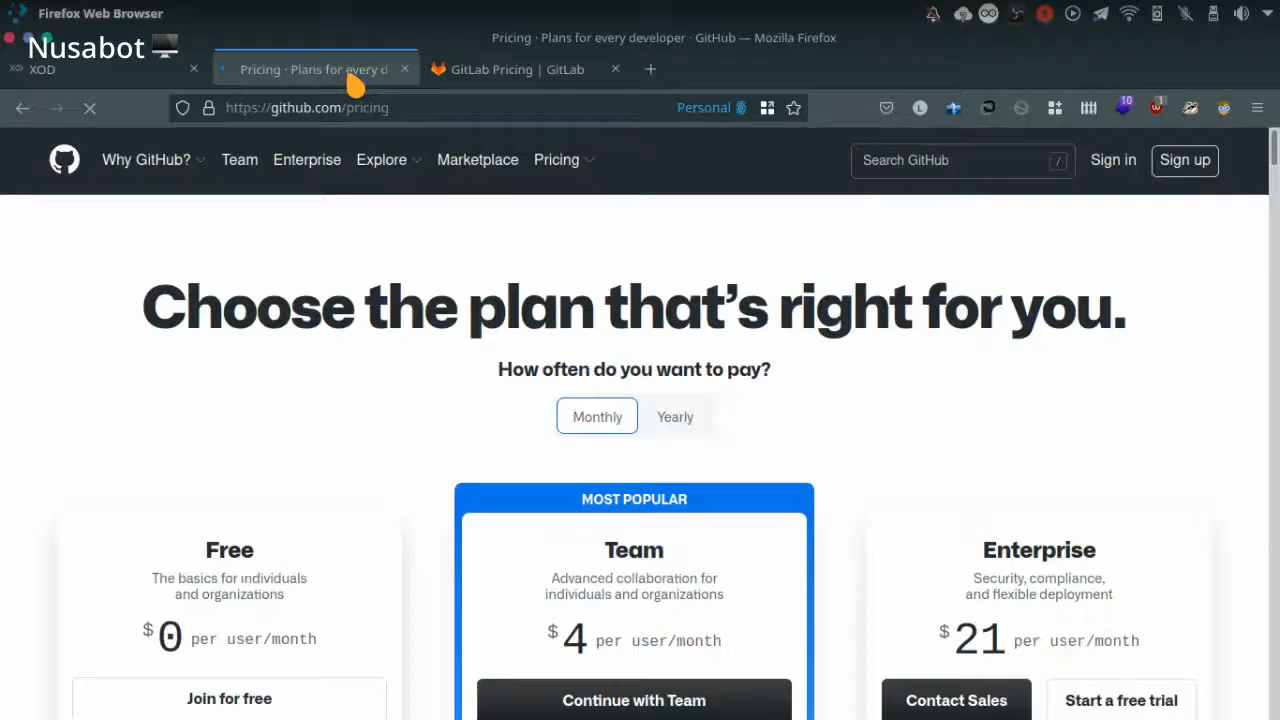 Firefox Web Browser
Pricing · Plans for every developer · GitHub — Mozilla Firefox
Nusabot
XOD
Pricing · Plans for every d
GitLab Pricing | GitLab
https://github.com/pricing
Personal
10
1
Why GitHub?
Team
Enterprise
Explore
Marketplace
Pricing
Search GitHub
/
Sign in
Sign up
Choose the plan that’s right for you.
How often do you want to pay?
Monthly
Yearly
MOST POPULAR
Free
The basics for individuals
and organizations
$0 per user/month
Join for free
Team
Advanced collaboration for
individuals and organizations
$4 per user/month
Continue with Team
Enterprise
Security, compliance,
and flexible deployment
$21 per user/month
Contact Sales
Start a free trial